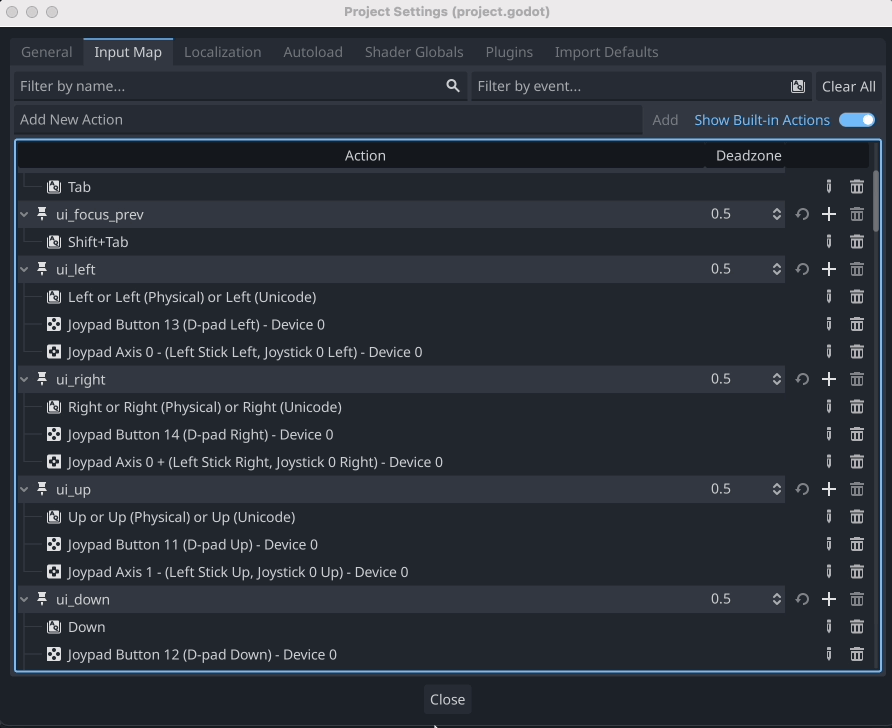 Project Settings (project.godot)
General Input Map Localization Autoload Shader Globals Plugins Import Defaults
Filter by name... Filter by event... Clear All
Add New Action Add Show Built-in Actions
Action Deadzone
Tab
ui_focus_prev 0.5
Shift+Tab
ui_left 0.5
Left or Left (Physical) or Left (Unicode)
Joypad Button 13 (D-pad Left) - Device 0
Joypad Axis 0 - (Left Stick Left, Joystick 0 Left) - Device 0
ui_right 0.5
Right or Right (Physical) or Right (Unicode)
Joypad Button 14 (D-pad Right) - Device 0
Joypad Axis 0 + (Left Stick Right, Joystick 0 Right) - Device 0
ui_up 0.5
Up or Up (Physical) or Up (Unicode)
Joypad Button 11 (D-pad Up) - Device 0
Joypad Axis 1 - (Left Stick Up, Joystick 0 Up) - Device 0
ui_down 0.5
Down
Joypad Button 12 (D-pad Down) - Device 0
Close